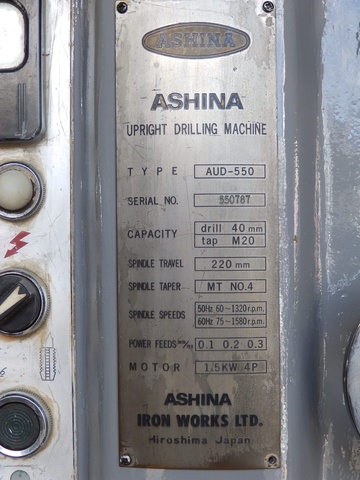 ASHINA
ASHINA
UPRIGHT DRILLING MACHINE
TYPE AUD-550
SERIAL NO. 550787
CAPACITY drill 40 mm
tap M20
SPINDLE TRAVEL 220 mm
SPINDLE TAPER MT NO.4
SPINDLE SPEEDS 50Hz 60~1320 r.p.m.
60Hz 75~1580 r.p.m.
POWER FEEDS mm/rev 0.1 0.2 0.3
MOTOR 1.5KW 4P
ASHINA
IRON WORKS LTD.
Hiroshima Japan
6